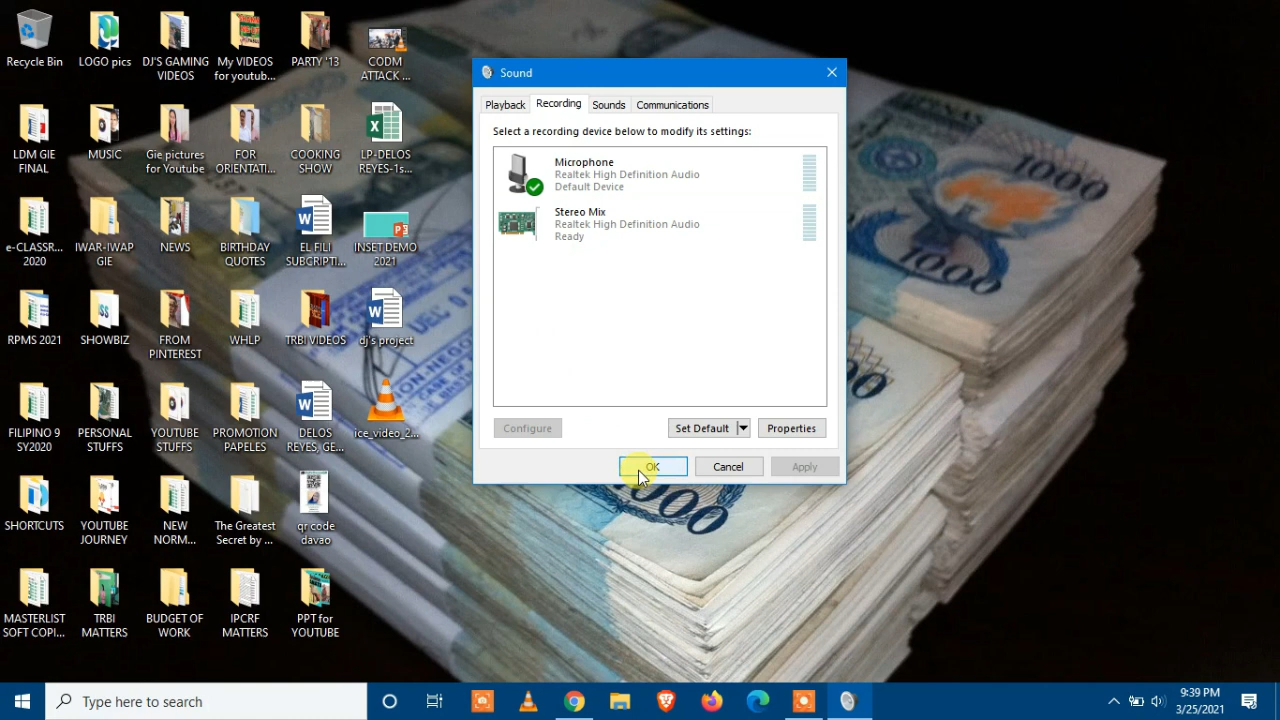 Recycle Bin
LOGO pics
DJ'S GAMING
VIDEOS
My VIDEOS
for youtub...
PARTY '13
CODM
ATTACK ...
LDM GIE
FINAL
MUSIC
Gie pictures
for Youtube
FOR
ORIENTATI...
COOKING
SHOW
LP-DELOS
REYES-1s...
e-CLASSR...
2020
IWAR-IWAP
GIE
NEWS
BIRTHDAY
QUOTES
EL FILI
SUBCRIPTI...
INSET DEMO
2021
RPMS 2021
SHOWBIZ
FROM
PINTEREST
WHLP
TRBI VIDEOS
dj's project
FILIPINO 9
SY2020
PERSONAL
STUFFS
YOUTUBE
STUFFS
PROMOTION
PAPELES
DELOS
REYES, GE...
ice_video_2...
SHORTCUTS
YOUTUBE
JOURNEY
NEW
NORM...
The Greatest
Secret by ...
qr code
davao
MASTERLIST
SOFT COPI...
TRBI
MATTERS
BUDGET OF
WORK
IPCRF
MATTERS
PPT for
YOUTUBE
Sound
Playback
Recording
Sounds
Communications
Select a recording device below to modify its settings:
Microphone
Realtek High Definition Audio
Default Device
Stereo Mix
Realtek High Definition Audio
Ready
Configure
Set Default
Properties
OK
Cancel
Apply
1000
1000
Type here to search
9:39 PM
3/25/2021